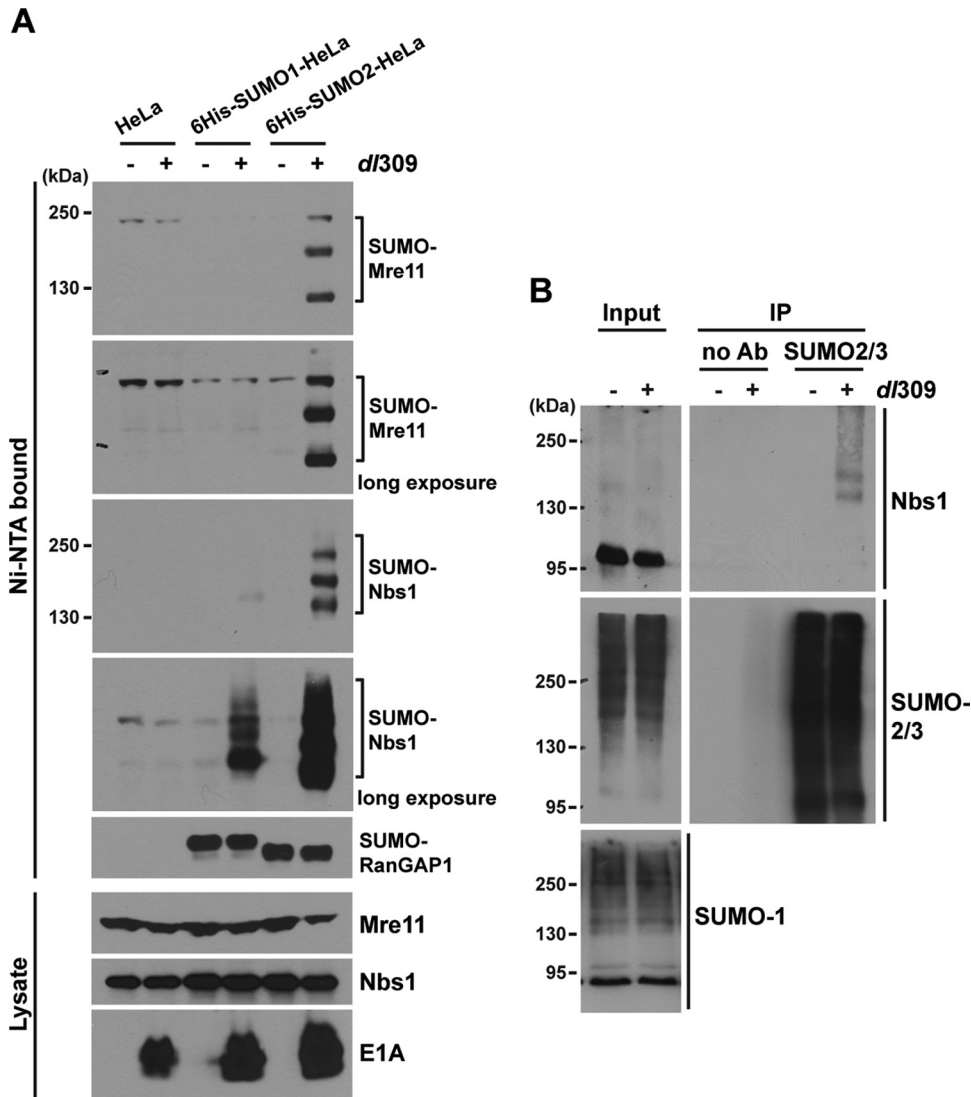 A
HeLa
6His-SUMO1-HeLa
6His-SUMO2-HeLa
- + - + - + dl309
(kDa)
250
130
SUMO-
Mre11
SUMO-
Mre11
long exposure
250
130
SUMO-
Nbs1
SUMO-
Nbs1
long exposure
SUMO-
RanGAP1
Ni-NTA bound
Mre11
Nbs1
E1A
Lysate
B
Input IP
no Ab SUMO2/3
- + - + - + dl309
(kDa)
250
130
95
Nbs1
250
130
95
SUMO-
2/3
250
130
95
SUMO-1